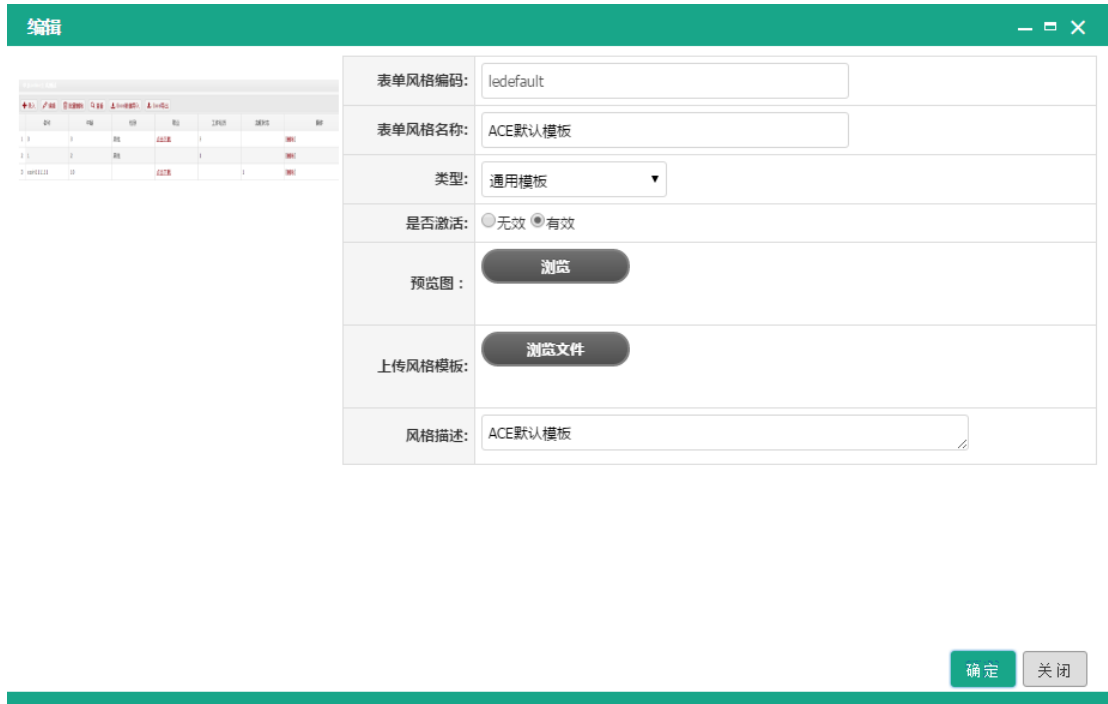 编辑
表单风格编码: ledefault
表单风格名称: ACE默认模板
类型: 通用模板
是否激活: 无效 有效
预览图： 浏览
上传风格模板: 浏览文件
风格描述: ACE默认模板
确定 关闭